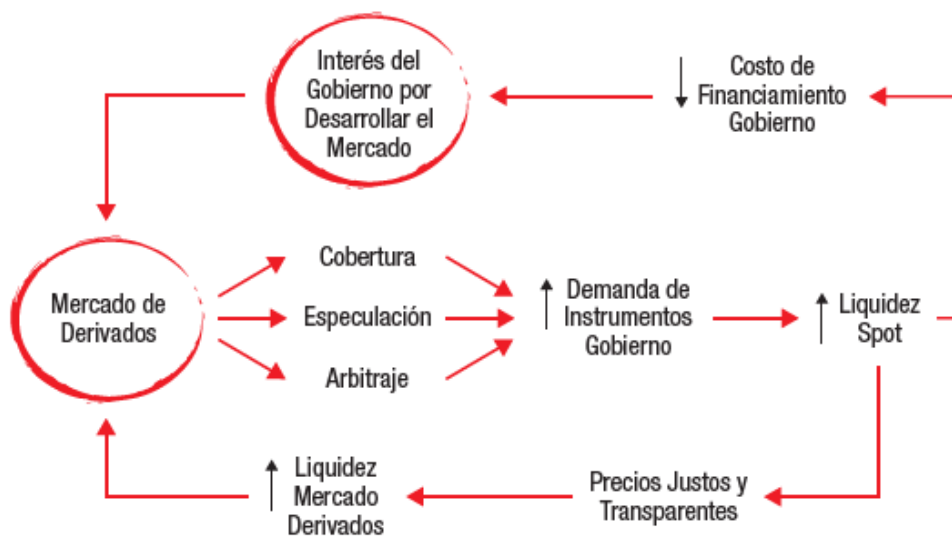 Interés del
Gobierno por
Desarrollar el
Mercado
Costo de
Financiamiento
Gobierno
Mercado de
Derivados
Cobertura
Especulación
Arbitraje
Demanda de
Instrumentos
Gobierno
Liquidez
Spot
Liquidez
Mercado
Derivados
Precios Justos y
Transparentes